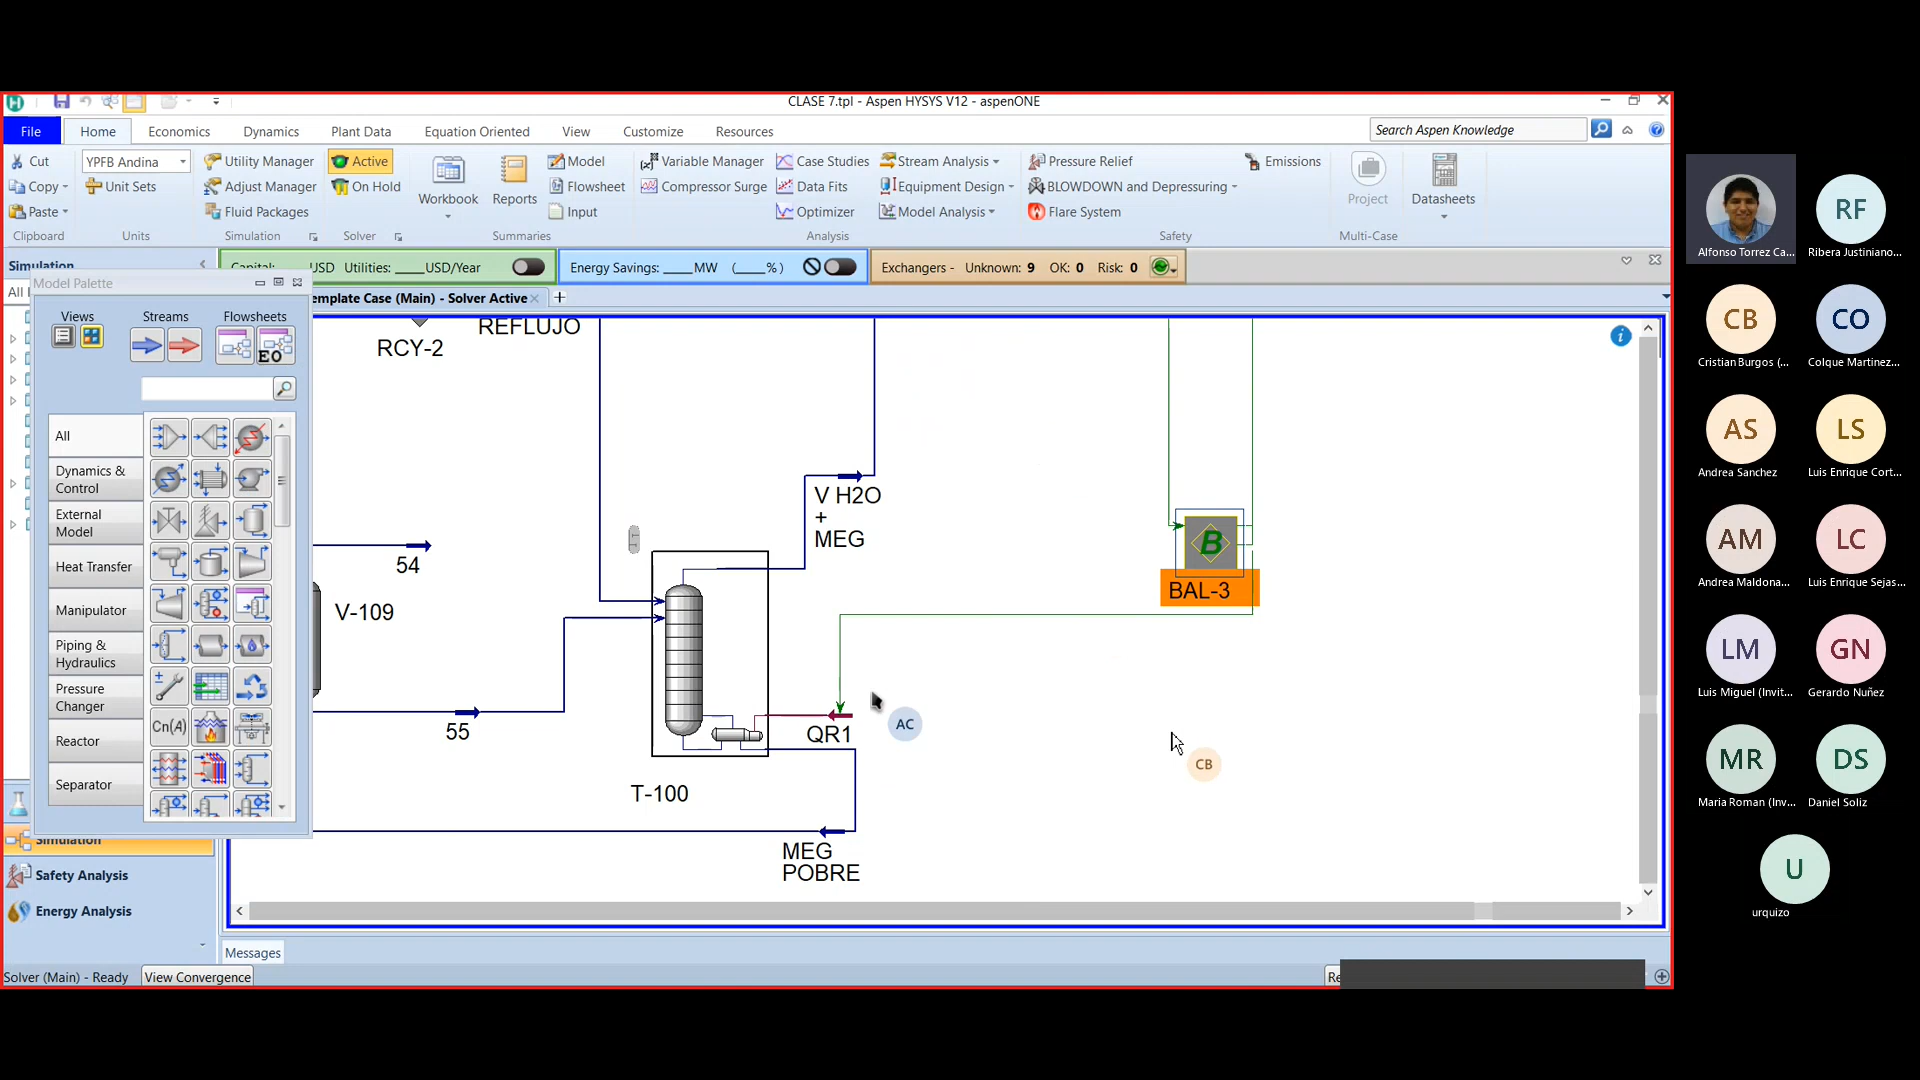 CLASE 7.tpl - Aspen HYSYS V12 - aspenONE
File Home Economics Dynamics Plant Data Equation Oriented View Customize Resources
Search Aspen Knowledge
Cut
Copy
Paste
Clipboard
YPFB Andina
Unit Sets
Units
Utility Manager
Adjust Manager
Fluid Packages
Simulation
Active
On Hold
Solver
Workbook
Reports
Model
Flowsheet
Input
Summaries
Variable Manager
Compressor Surge
Case Studies
Data Fits
Optimizer
Stream Analysis
Equipment Design
Model Analysis
Analysis
Pressure Relief
BLOWDOWN and Depressuring
Flare System
Safety
Emissions
Project
Multi-Case
Datasheets
Simulation
USD Utilities: ____USD/Year
Energy Savings: ____MW (____%)
Exchangers - Unknown: 9 OK: 0 Risk: 0
All
Model Palette
emplate Case (Main) - Solver Active
Views
Streams
Flowsheets
EO
All
Dynamics & Control
External Model
Heat Transfer
Manipulator
Piping & Hydraulics
Pressure Changer
Reactor
Separator
Cn(A)
REFLUJO
RCY-2
V H2O
+
MEG
54
V-109
55
B
BAL-3
QR1
T-100
MEG
POBRE
AC
CB
Simulation
Safety Analysis
Energy Analysis
Messages
Solver (Main) - Ready
View Convergence
Re
Alfonso Torrez Ca...
RF
Ribera Justiniano...
CB
Cristian Burgos (...
CO
Colque Martinez...
AS
Andrea Sanchez
LS
Luis Enrique Cort...
AM
Andrea Maldona...
LC
Luis Enrique Sejas...
LM
Luis Miguel (Invit...
GN
Gerardo Nuñez
MR
Maria Roman (Inv...
DS
Daniel Soliz
U
urquizo